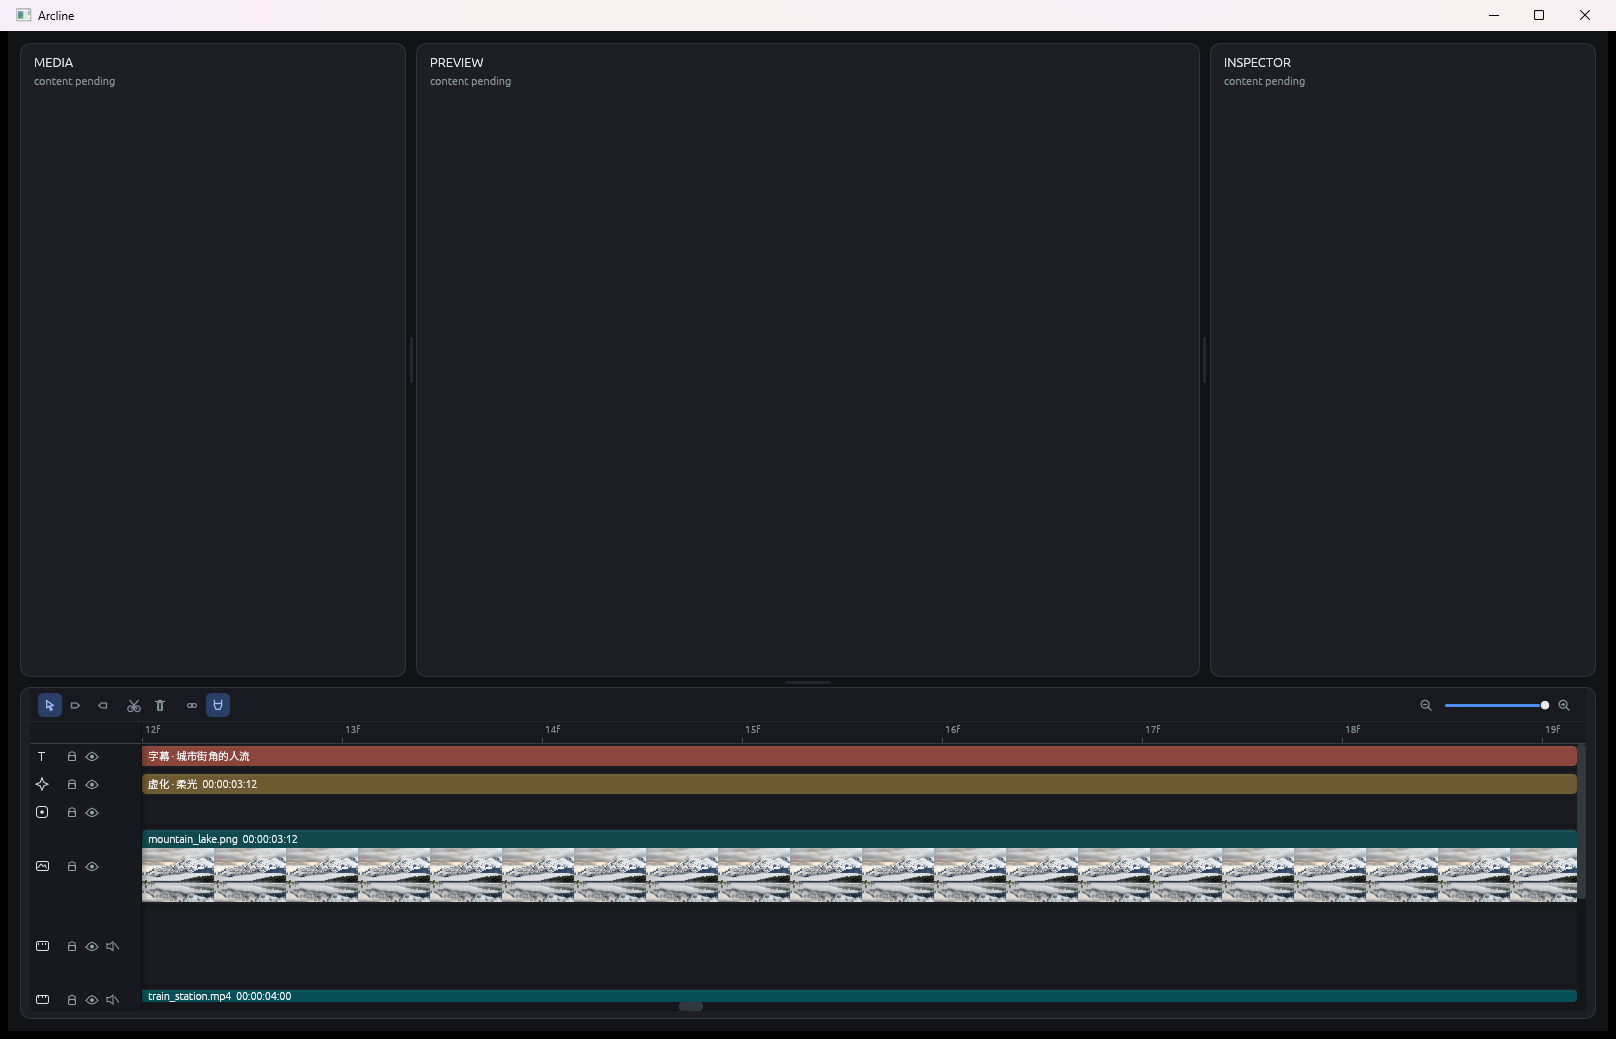 Arcline
MEDIA
content pending
PREVIEW
content pending
INSPECTOR
content pending
12f 13f 14f 15f 16f 17f 18f 19f
T
字幕 · 城市街角的人流
虚化 · 柔光 00:00:03:12
mountain_lake.png 00:00:03:12
train_station.mp4 00:00:04:00